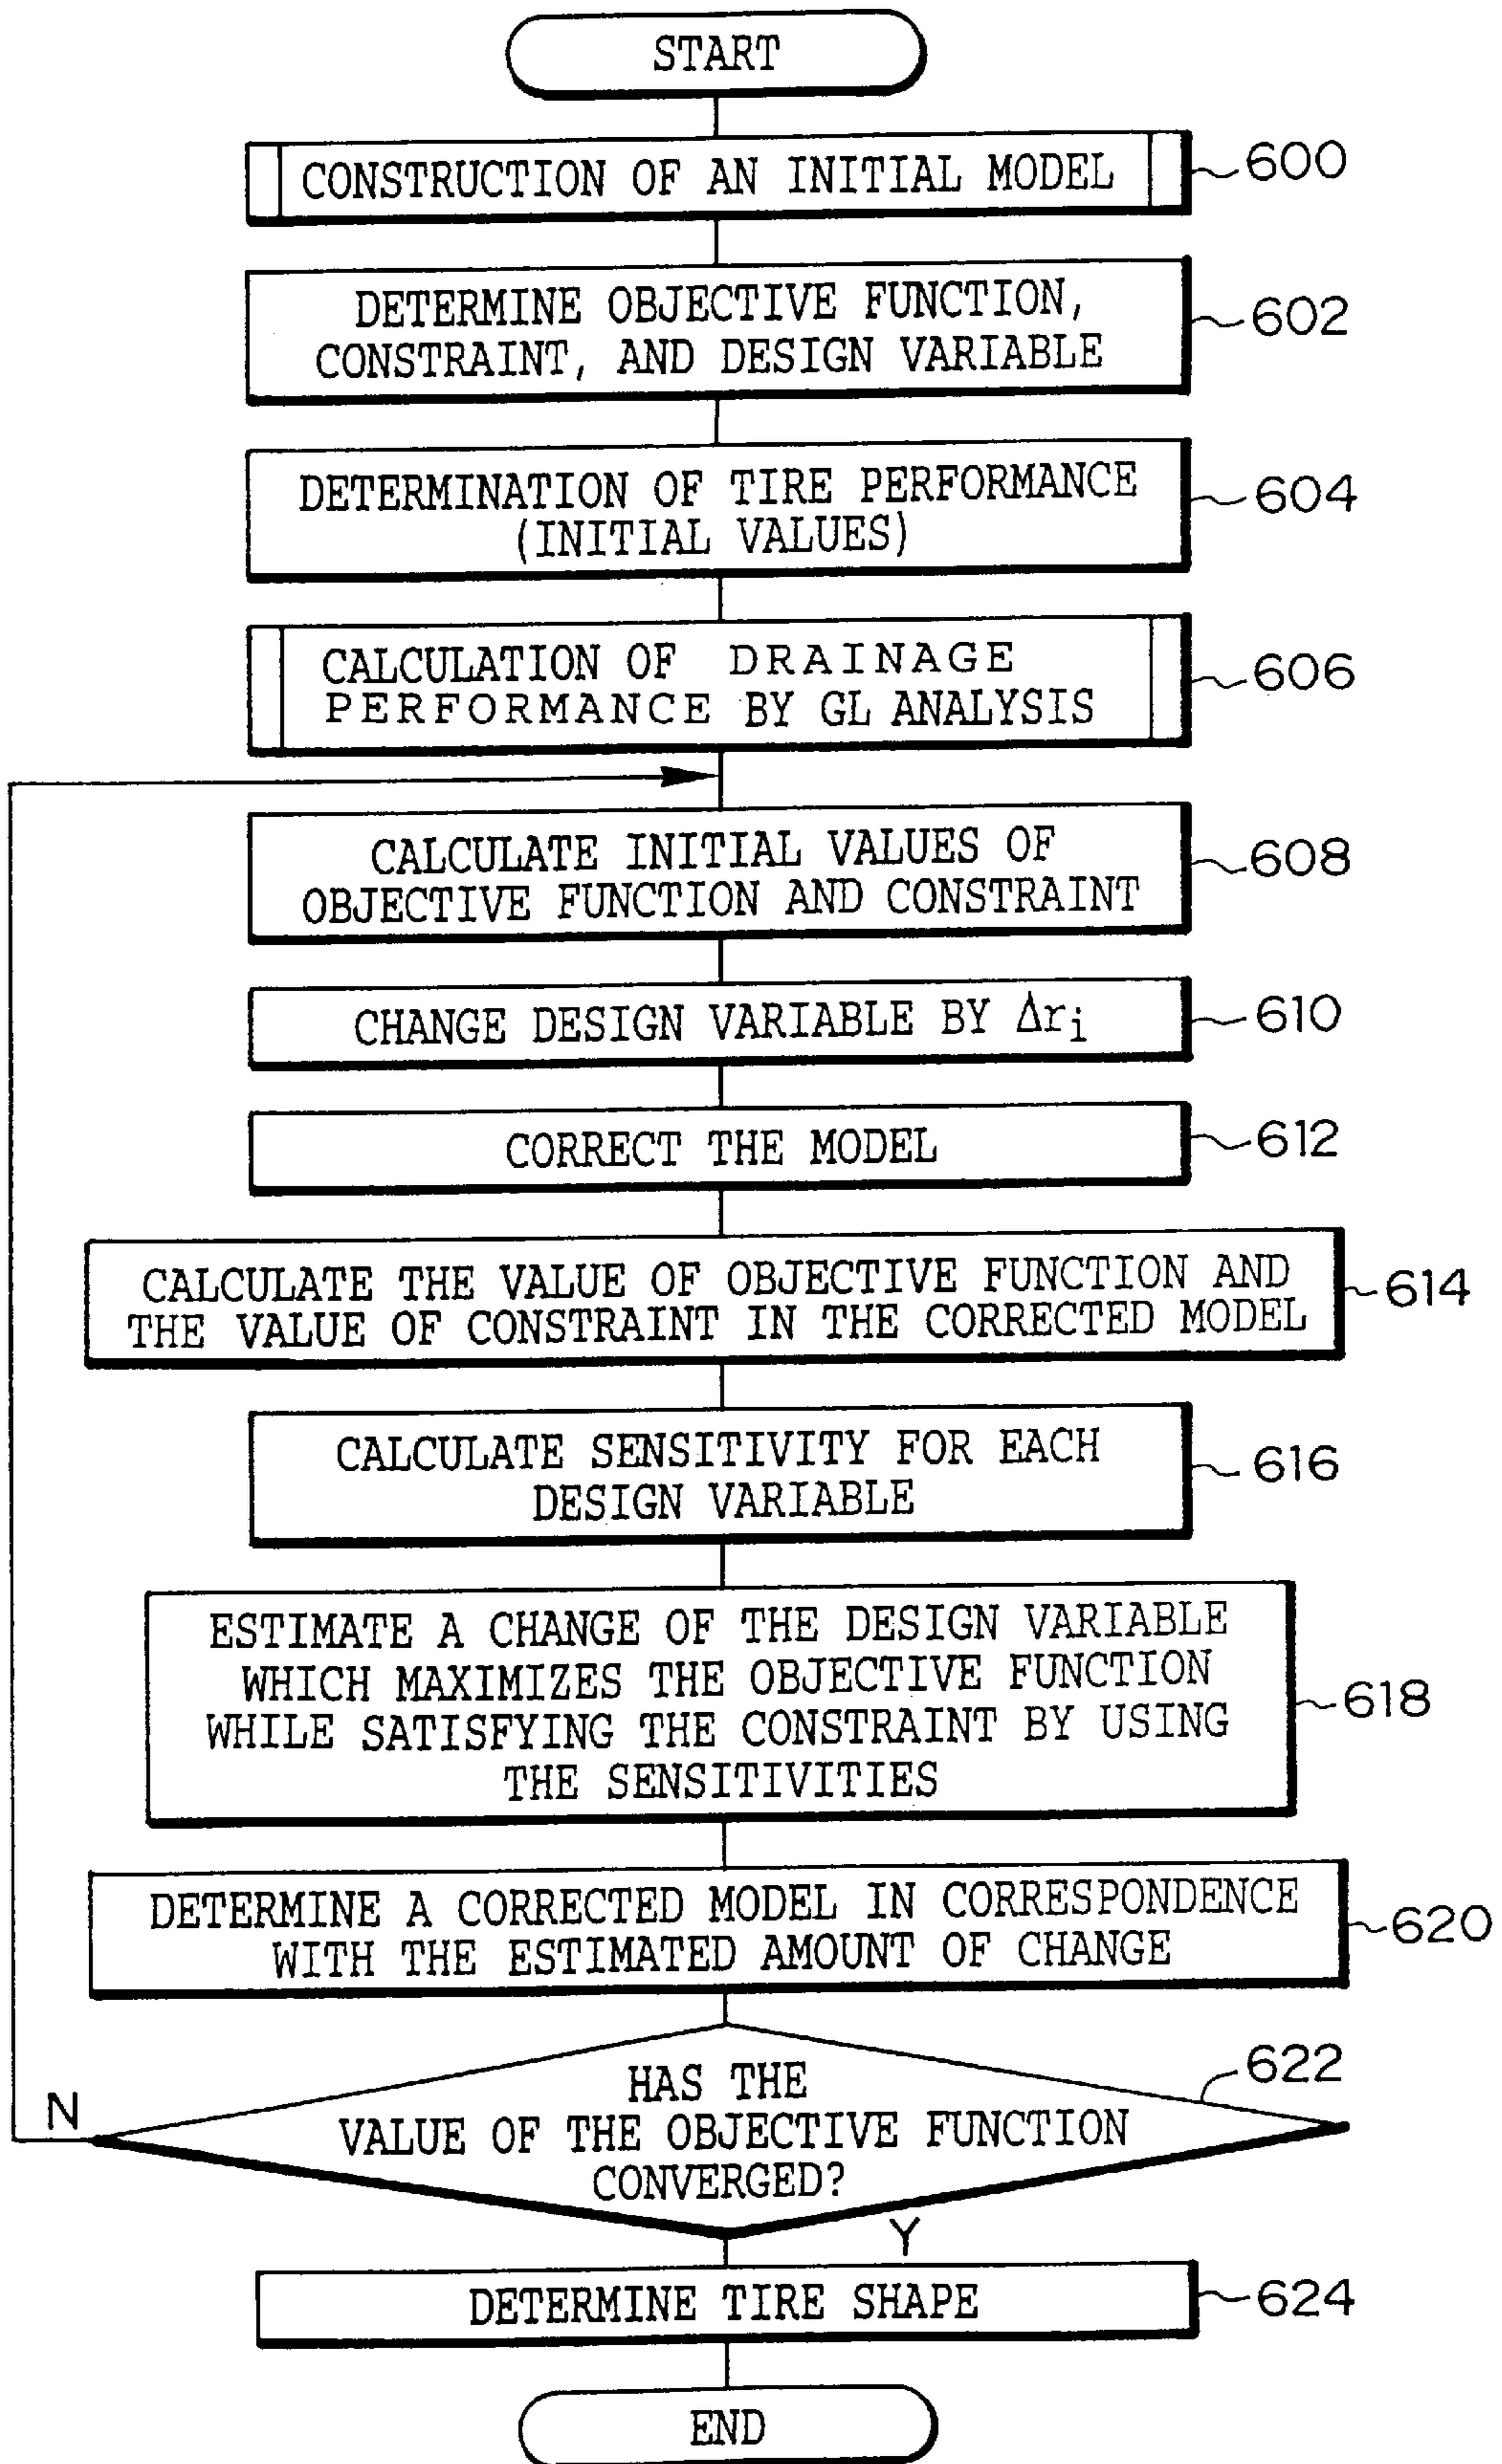 START
CONSTRUCTION OF AN INITIAL MODEL
600
DETERMINE OBJECTIVE FUNCTION,
CONSTRAINT, AND DESIGN VARIABLE
602
DETERMINATION OF TIRE PERFORMANCE
(INITIAL VALUES)
604
CALCULATION OF DRAINAGE
PERFORMANCE BY GL ANALYSIS
606
CALCULATE INITIAL VALUES OF
OBJECTIVE FUNCTION AND CONSTRAINT
608
CHANGE DESIGN VARIABLE BY Δri
610
CORRECT THE MODEL
612
CALCULATE THE VALUE OF OBJECTIVE FUNCTION AND
THE VALUE OF CONSTRAINT IN THE CORRECTED MODEL
614
CALCULATE SENSITIVITY FOR EACH
DESIGN VARIABLE
616
ESTIMATE A CHANGE OF THE DESIGN VARIABLE
WHICH MAXIMIZES THE OBJECTIVE FUNCTION
WHILE SATISFYING THE CONSTRAINT BY USING
THE SENSITIVITIES
618
DETERMINE A CORRECTED MODEL IN CORRESPONDENCE
WITH THE ESTIMATED AMOUNT OF CHANGE
620
HAS THE
VALUE OF THE OBJECTIVE FUNCTION
CONVERGED?
622
N
Y
DETERMINE TIRE SHAPE
624
END